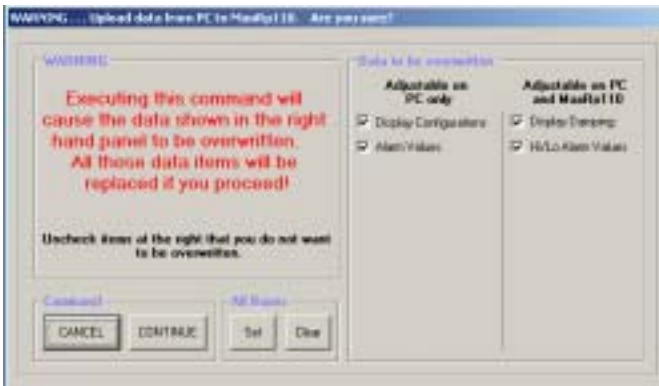 WARNING .... Upload data from PC to MaxRp110. Are you sure?
WARNING
Executing this command will
cause the data shown in the right
hand panel to be overwritten.
All those data items will be
replaced if you proceed!
Uncheck items at the right that you do not want
to be overwritten.
Command
CANCEL
CONTINUE
All Items
Set
Clear
Data to be overwritten
Adjustable on
PC only
Display Configurations
Alarm Values
Adjustable on PC
and
Display Damping
Hi/Lo Alarm Values